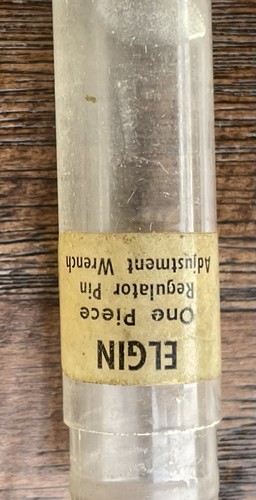 ELGIN
One Piece
Regulator Pin
Adjustment Wrench